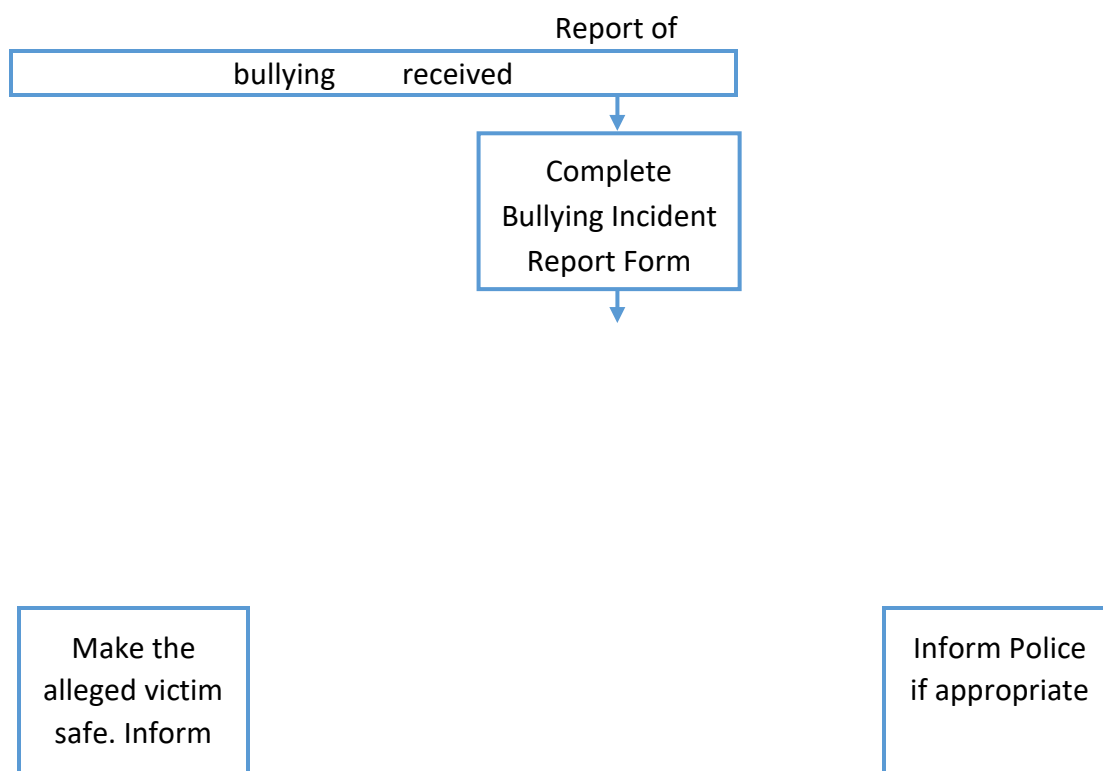 Report of
bullying received
Complete
Bullying Incident
Report Form
Make the
alleged victim
safe. Inform
Inform Police
if appropriate